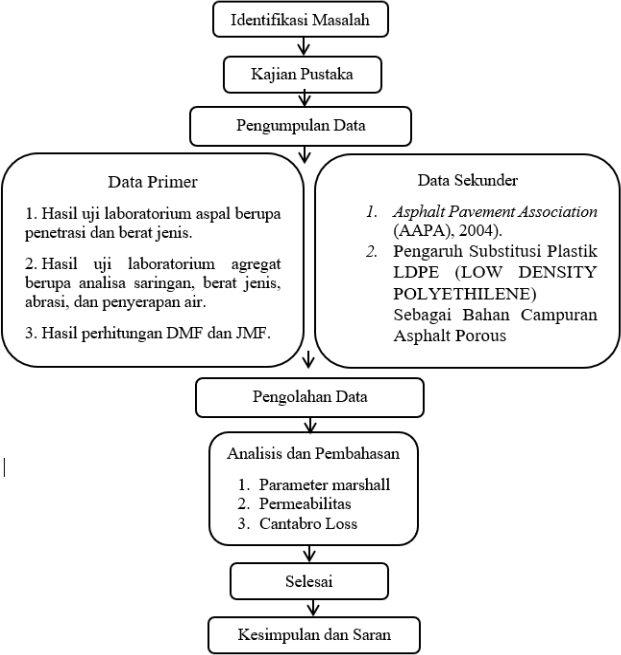 Identifikasi Masalah
Kajian Pustaka
Pengumpulan Data
Data Primer
1. Hasil uji laboratorium aspal berupa
penetrasi dan berat jenis.
2. Hasil uji laboratorium agregat
berupa analisa saringan, berat jenis,
abrasi, dan penyerapan air.
3. Hasil perhitungan DMF dan JMF.
Data Sekunder
1. Asphalt Pavement Association
(AAPA), 2004).
2. Pengaruh Substitusi Plastik
LDPE (LOW DENSITY
POLYETHILENE)
Sebagai Bahan Campuran
Asphalt Porous
Pengolahan Data
Analisis dan Pembahasan
1. Parameter marshall
2. Permeabilitas
3. Cantabro Loss
Selesai
Kesimpulan dan Saran